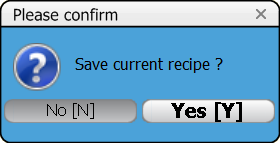 Please confirm
Save current recipe ?
No [N]
Yes [Y]